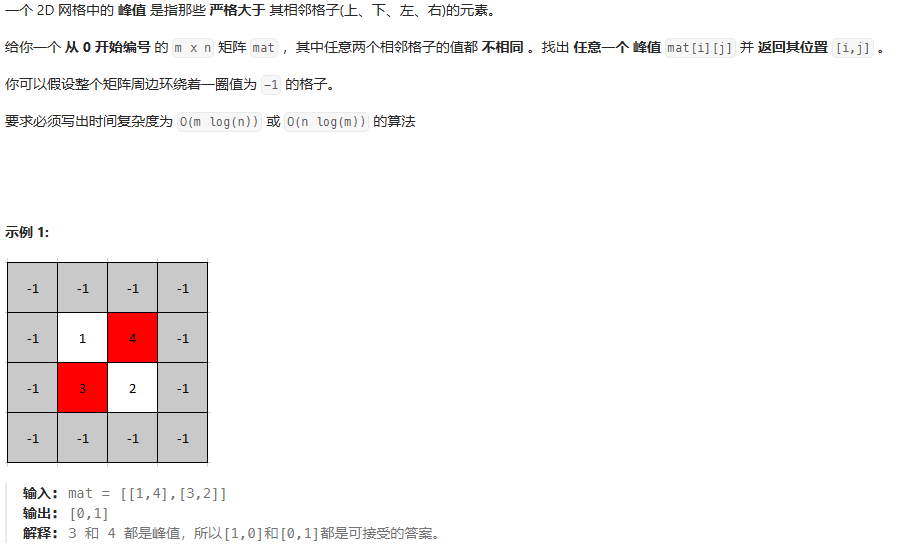 一个 2D 网格中的 峰值 是指那些 严格大于 其相邻格子(上、下、左、右)的元素。
给你一个 从 0 开始编号 的 m x n 矩阵 mat ，其中任意两个相邻格子的值都 不相同 。找出 任意一个 峰值 mat[i][j] 并 返回其位置 [i,j] 。
你可以假设整个矩阵周边环绕着一圈值为 -1 的格子。
要求必须写出时间复杂度为 O(m log(n)) 或 O(n log(m)) 的算法
示例 1:
-1 -1 -1 -1
-1 1 4 -1
-1 3 2 -1
-1 -1 -1 -1
输入: mat = [[1,4],[3,2]]
输出: [0,1]
解释: 3 和 4 都是峰值，所以[1,0]和[0,1]都是可接受的答案。